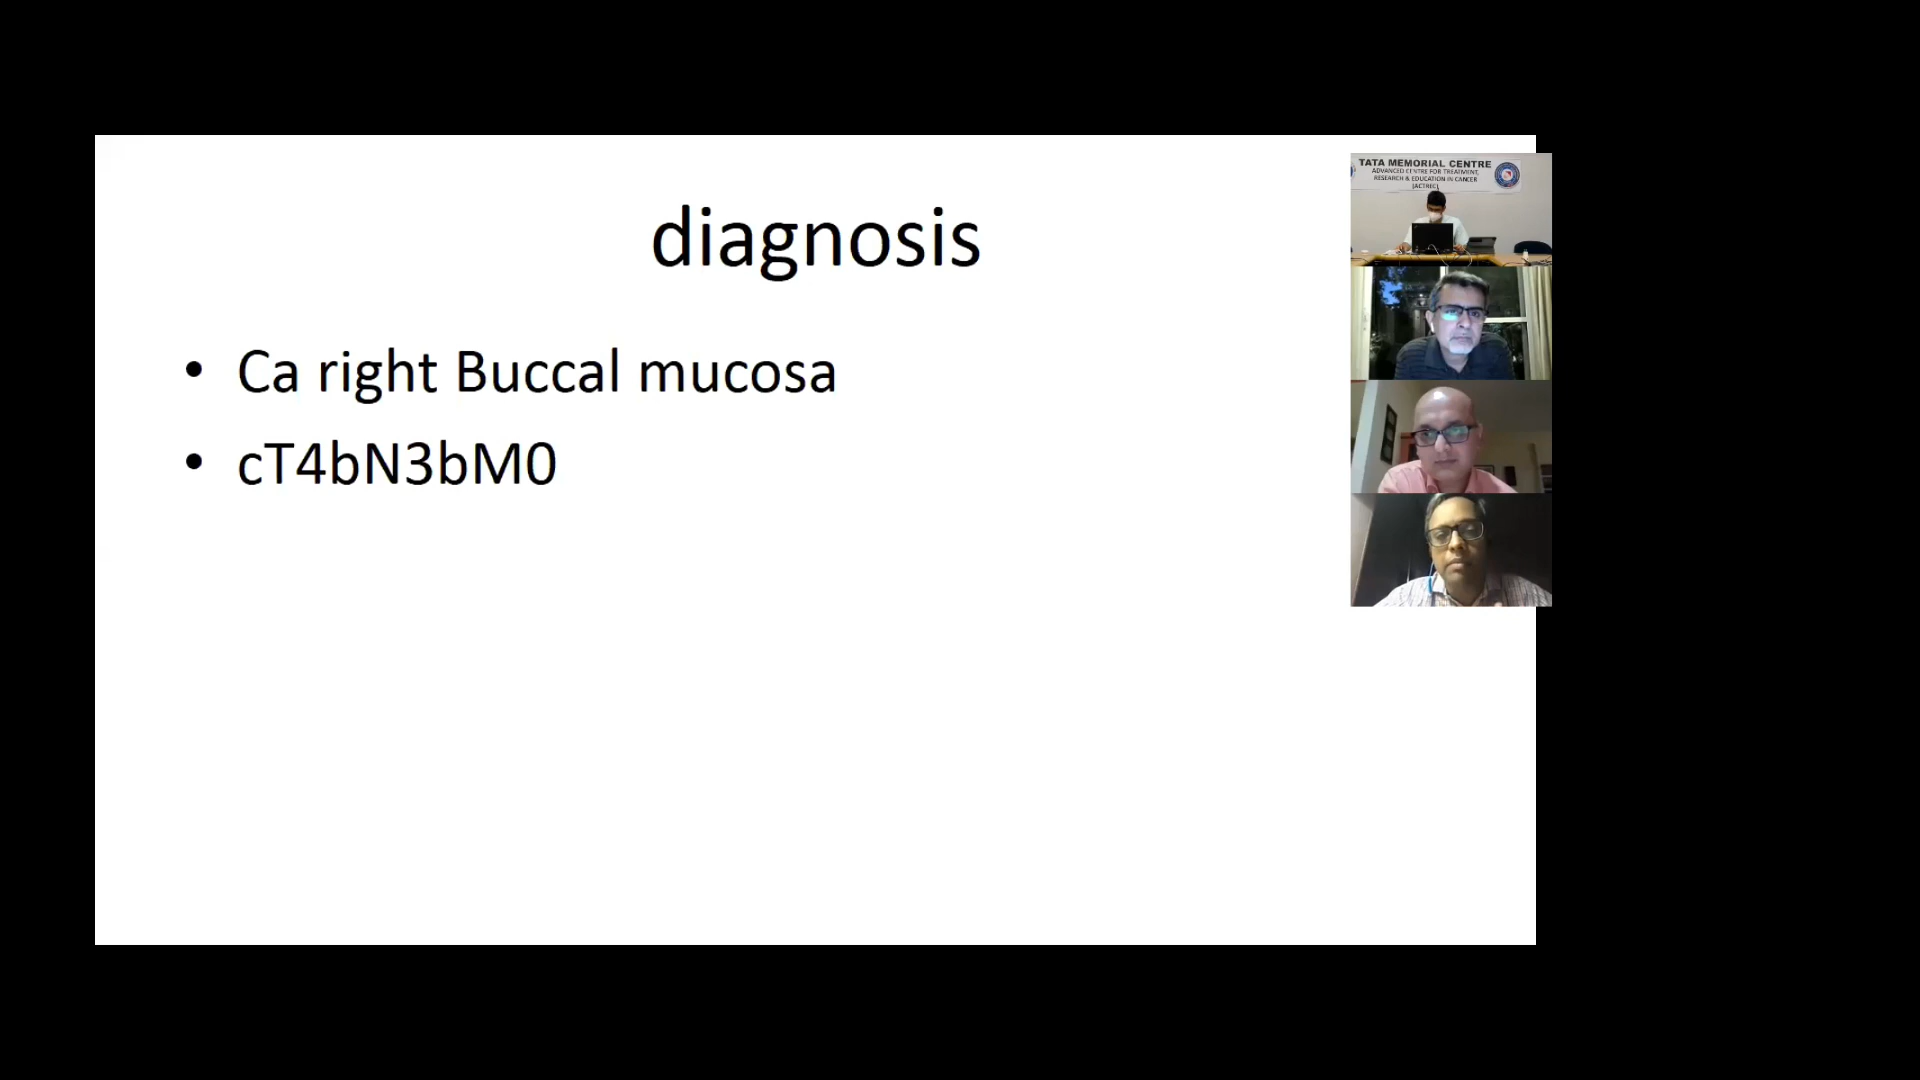 diagnosis
• Ca right Buccal mucosa
• cT4bN3bM0
TATA MEMORIAL CENTRE
ADVANCED CENTRE FOR TREATMENT,
RESEARCH & EDUCATION IN CANCER
(ACTREC)